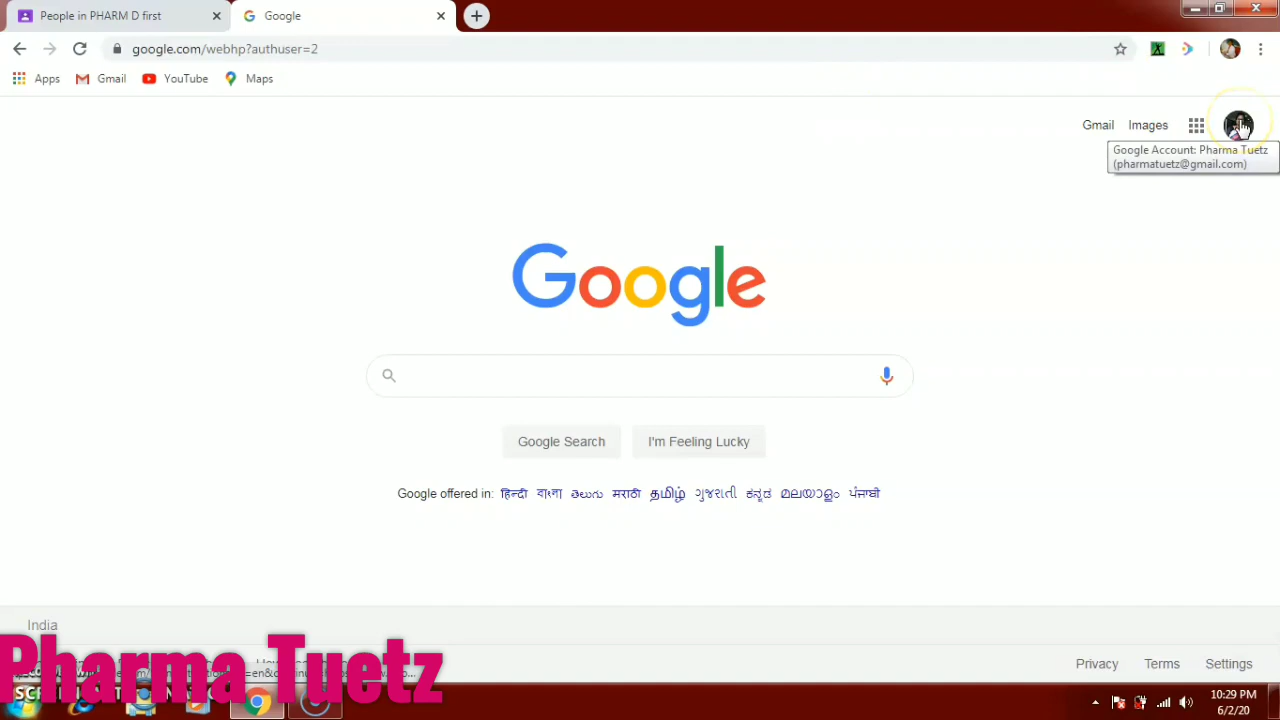 People in PHARM D first
Google
google.com/webhp?authuser=2
Apps Gmail YouTube Maps
Gmail Images
Google Account: Pharma Tuetz
(pharmatuetz@gmail.com)
Google
Google Search I'm Feeling Lucky
Google offered in: हिन्दी বাংলা తెలుగు मराठी தமிழ் ગુજરાતી ಕನ್ನಡ മലയാളം ਪੰਜਾਬੀ
India
Privacy Terms Settings
Pharma Tuetz
10:29 PM
6/2/20